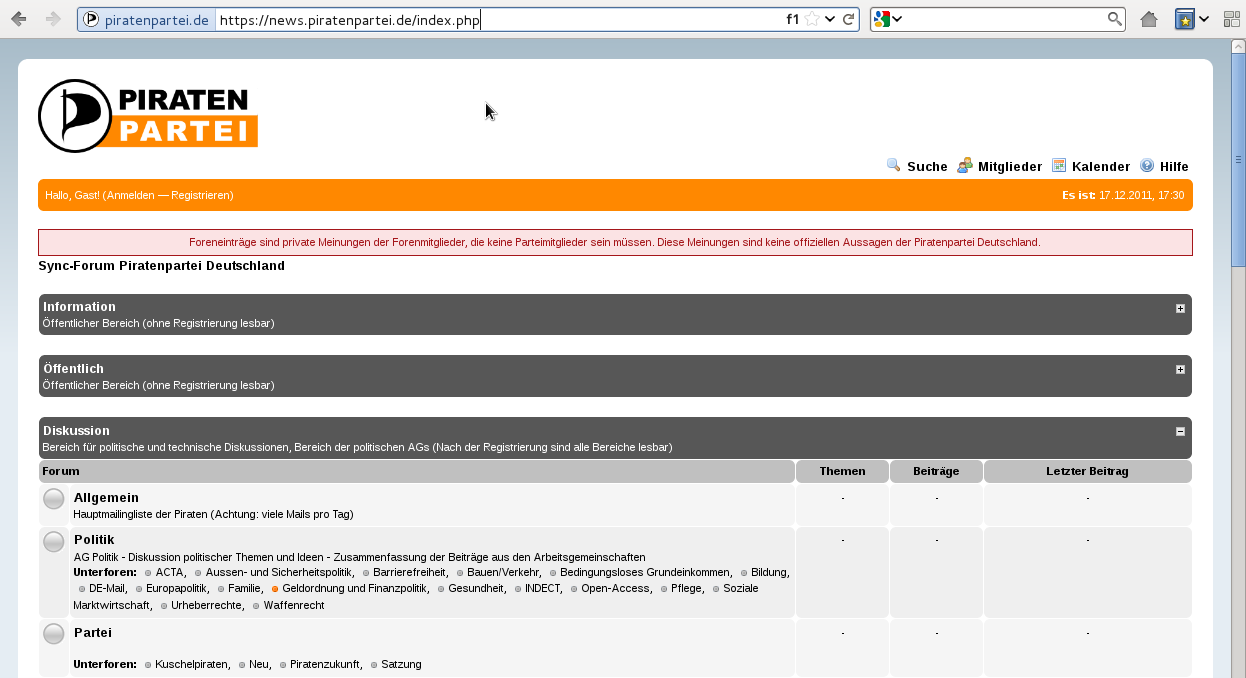 piratenpartei.de https://news.piratenpartei.de/index.php f1
PIRATEN
PARTEI
Suche Mitglieder Kalender Hilfe
Hallo, Gast! (Anmelden — Registrieren) Es ist: 17.12.2011, 17:30
Foreneinträge sind private Meinungen der Forenmitglieder, die keine Parteimitglieder sein müssen. Diese Meinungen sind keine offiziellen Aussagen der Piratenpartei Deutschland.
Sync-Forum Piratenpartei Deutschland
Information
Öffentlicher Bereich (ohne Registrierung lesbar)
Öffentlich
Öffentlicher Bereich (ohne Registrierung lesbar)
Diskussion
Bereich für politische und technische Diskussionen, Bereich der politischen AGs (Nach der Registrierung sind alle Bereiche lesbar)
Forum Themen Beiträge Letzter Beitrag
Allgemein - - -
Hauptmailingliste der Piraten (Achtung: viele Mails pro Tag)
Politik - - -
AG Politik - Diskussion politischer Themen und Ideen - Zusammenfassung der Beiträge aus den Arbeitsgemeinschaften
Unterforen: ACTA, Aussen- und Sicherheitspolitik, Barrierefreiheit, Bauen/Verkehr, Bedingungsloses Grundeinkommen, Bildung,
DE-Mail, Europapolitik, Familie, Geldordnung und Finanzpolitik, Gesundheit, INDECT, Open-Access, Pflege, Soziale
Marktwirtschaft, Urheberrechte, Waffenrecht
Partei - - -
Unterforen: Kuschelpiraten, Neu, Piratenzukunft, Satzung